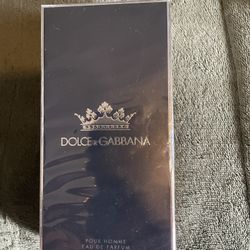 DOLCE & GABBANA
POUR HOMME
EAU DE PARFUM